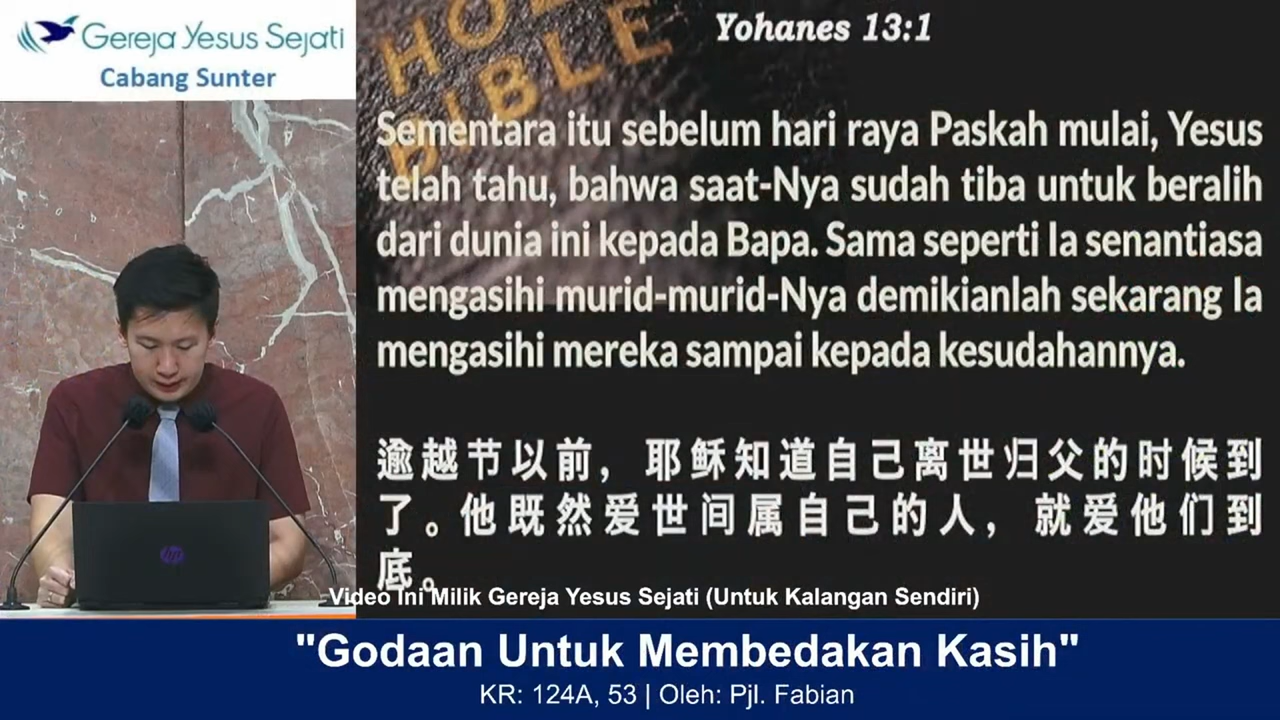 Gereja Yesus Sejati
Cabang Sunter
HOLY
BIBLE
Yohanes 13:1
Sementara itu sebelum hari raya Paskah mulai, Yesus
telah tahu, bahwa saat-Nya sudah tiba untuk beralih
dari dunia ini kepada Bapa. Sama seperti Ia senantiasa
mengasihi murid-murid-Nya demikianlah sekarang Ia
mengasihi mereka sampai kepada kesudahannya.
逾越节以前，耶稣知道自己离世归父的时候到
了。他既然爱世间属自己的人，就爱他们到
底。
hp
Video Ini Milik Gereja Yesus Sejati (Untuk Kalangan Sendiri)
"Godaan Untuk Membedakan Kasih"
KR: 124A, 53 | Oleh: Pjl. Fabian